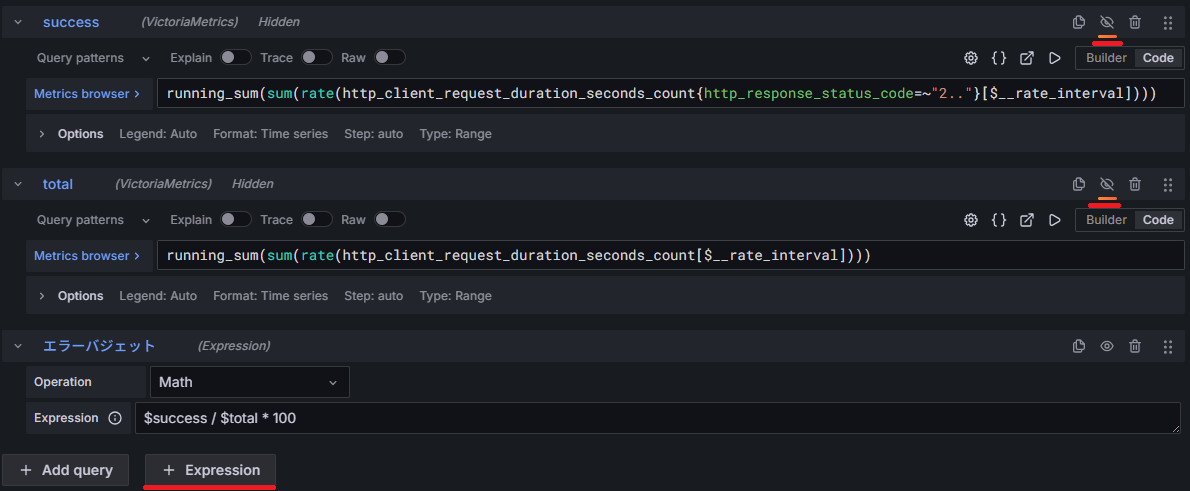 success (VictoriaMetrics) Hidden
Query patterns Explain Trace Raw {} Builder Code
Metrics browser > running_sum(sum(rate(http_client_request_duration_seconds_count{http_response_status_code=~"2.."}[$__rate_interval])))
> Options Legend: Auto Format: Time series Step: auto Type: Range
total (VictoriaMetrics) Hidden
Query patterns Explain Trace Raw {} Builder Code
Metrics browser > running_sum(sum(rate(http_client_request_duration_seconds_count[$__rate_interval])))
> Options Legend: Auto Format: Time series Step: auto Type: Range
エラーバジェット (Expression)
Operation Math
Expression $success / $total * 100
+ Add query + Expression